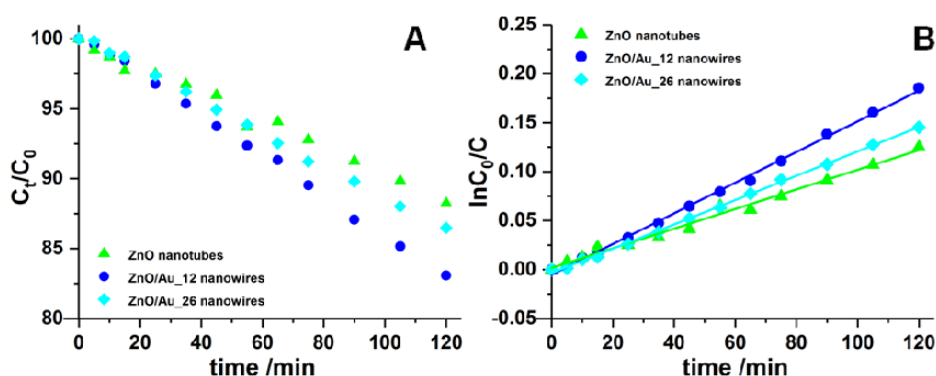 A
100
95
90
85
80
Ct/C0
ZnO nanotubes
ZnO/Au_12 nanowires
ZnO/Au_26 nanowires
0 20 40 60 80 100 120
time /min
B
0.25
0.20
0.15
0.10
0.05
0.00
-0.05
lnC0/C
ZnO nanotubes
ZnO/Au_12 nanowires
ZnO/Au_26 nanowires
0 20 40 60 80 100 120
time /min